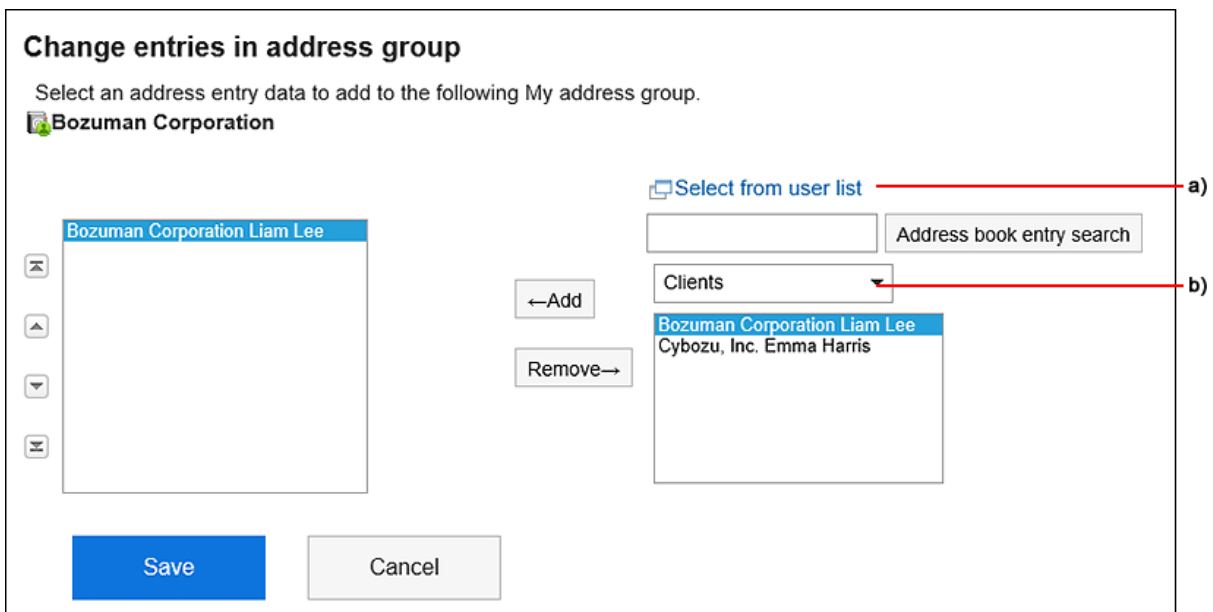 Change entries in address group
Select an address entry data to add to the following My address group.
Bozuman Corporation
Select from user list
a)
Bozuman Corporation Liam Lee
Address book entry search
Clients
b)
←Add
Bozuman Corporation Liam Lee
Cybozu, Inc. Emma Harris
Remove→
Save
Cancel